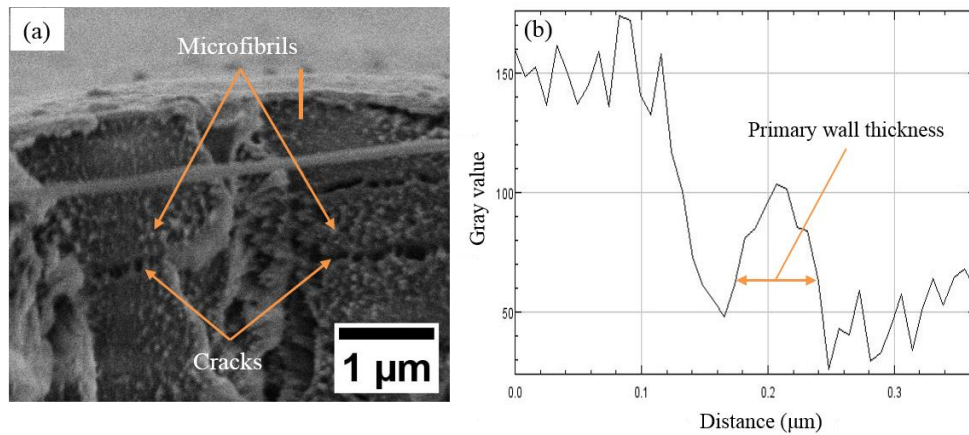 (a)
Microfibrils
Cracks
1 μm
(b)
150
100
50
Gray value
Primary wall
thickness
0.0
0.1
0.2
0.3
Distance (μm)